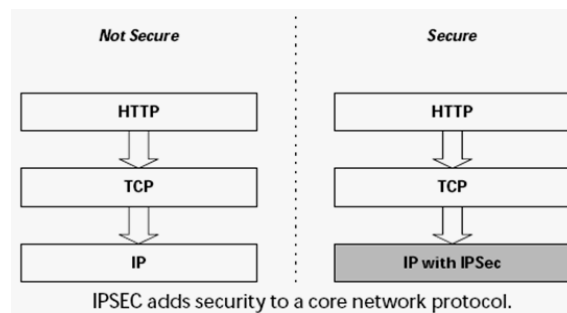 Not Secure
Secure
HTTP
HTTP
TCP
TCP
IP
IP with IPSec
IPSEC adds security to a core network protocol.